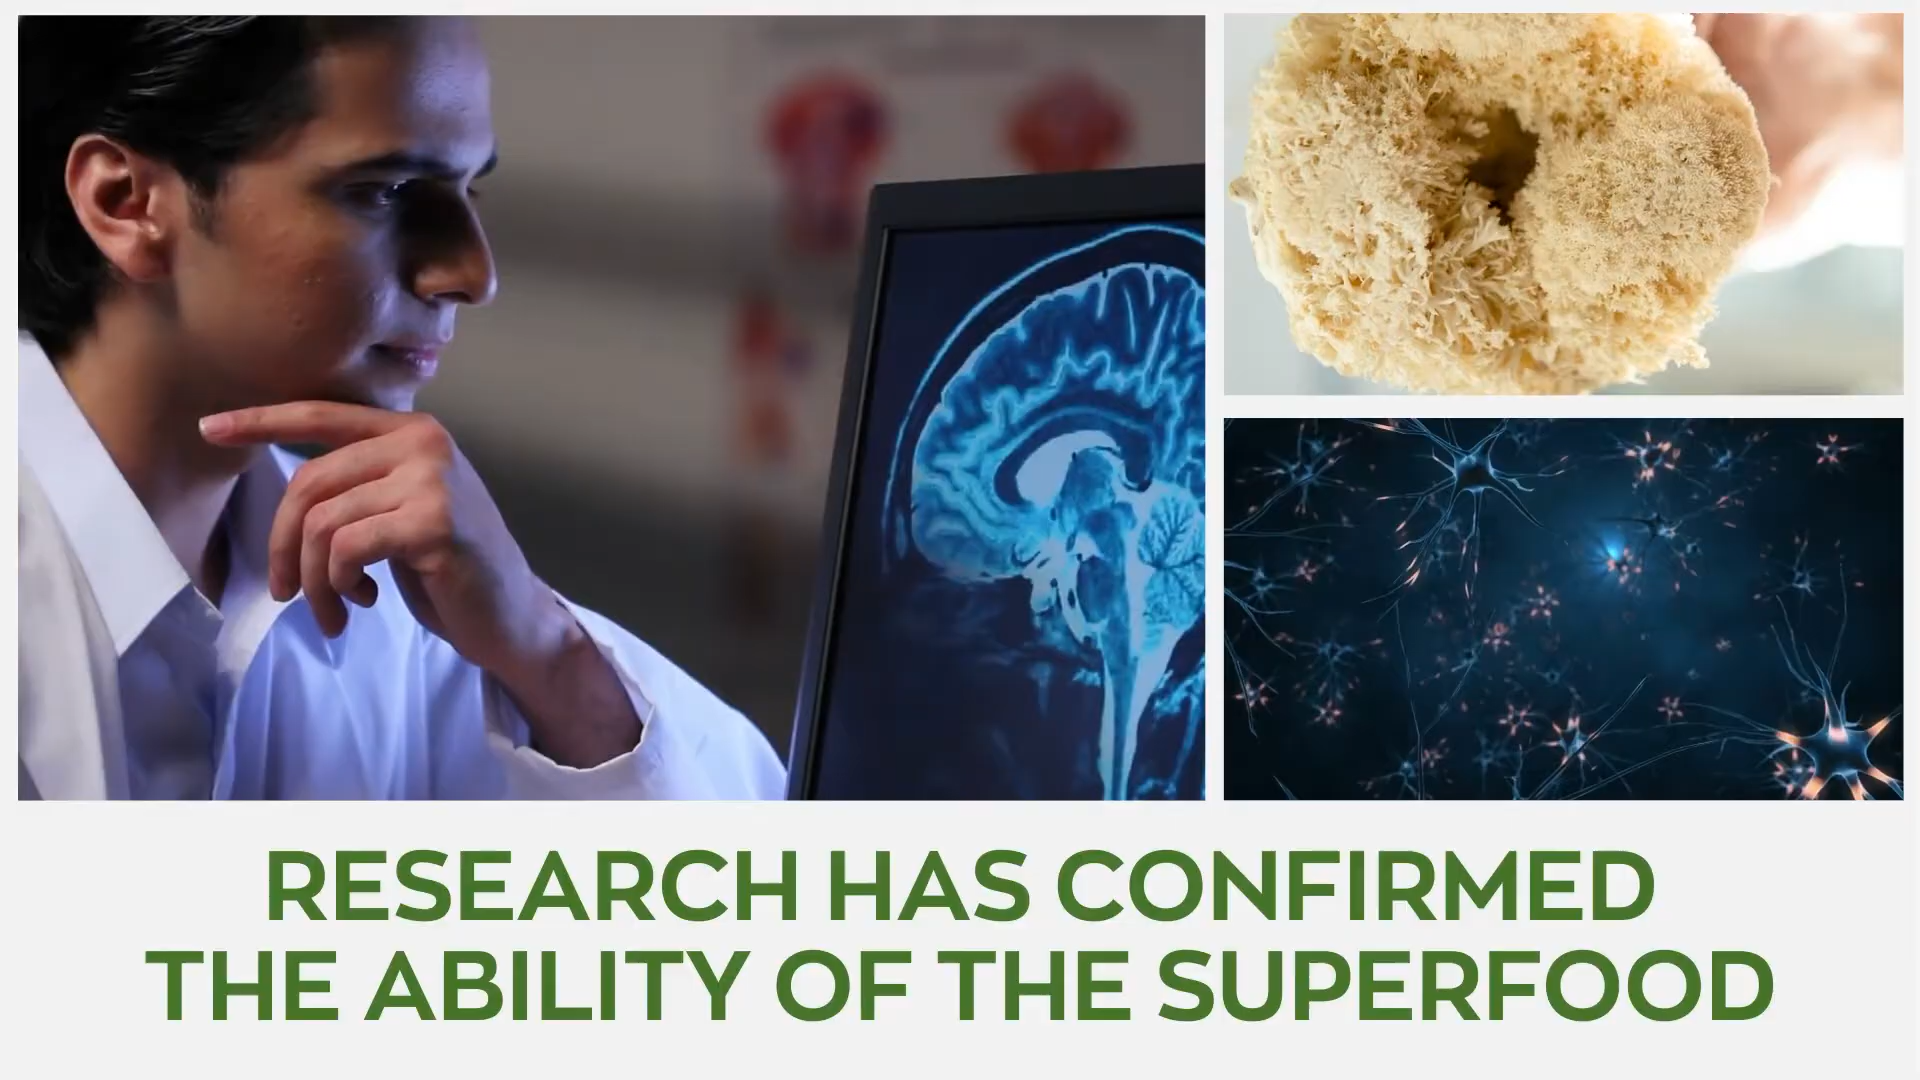 RESEARCH HAS CONFIRMED
THE ABILITY OF THE SUPERFOOD